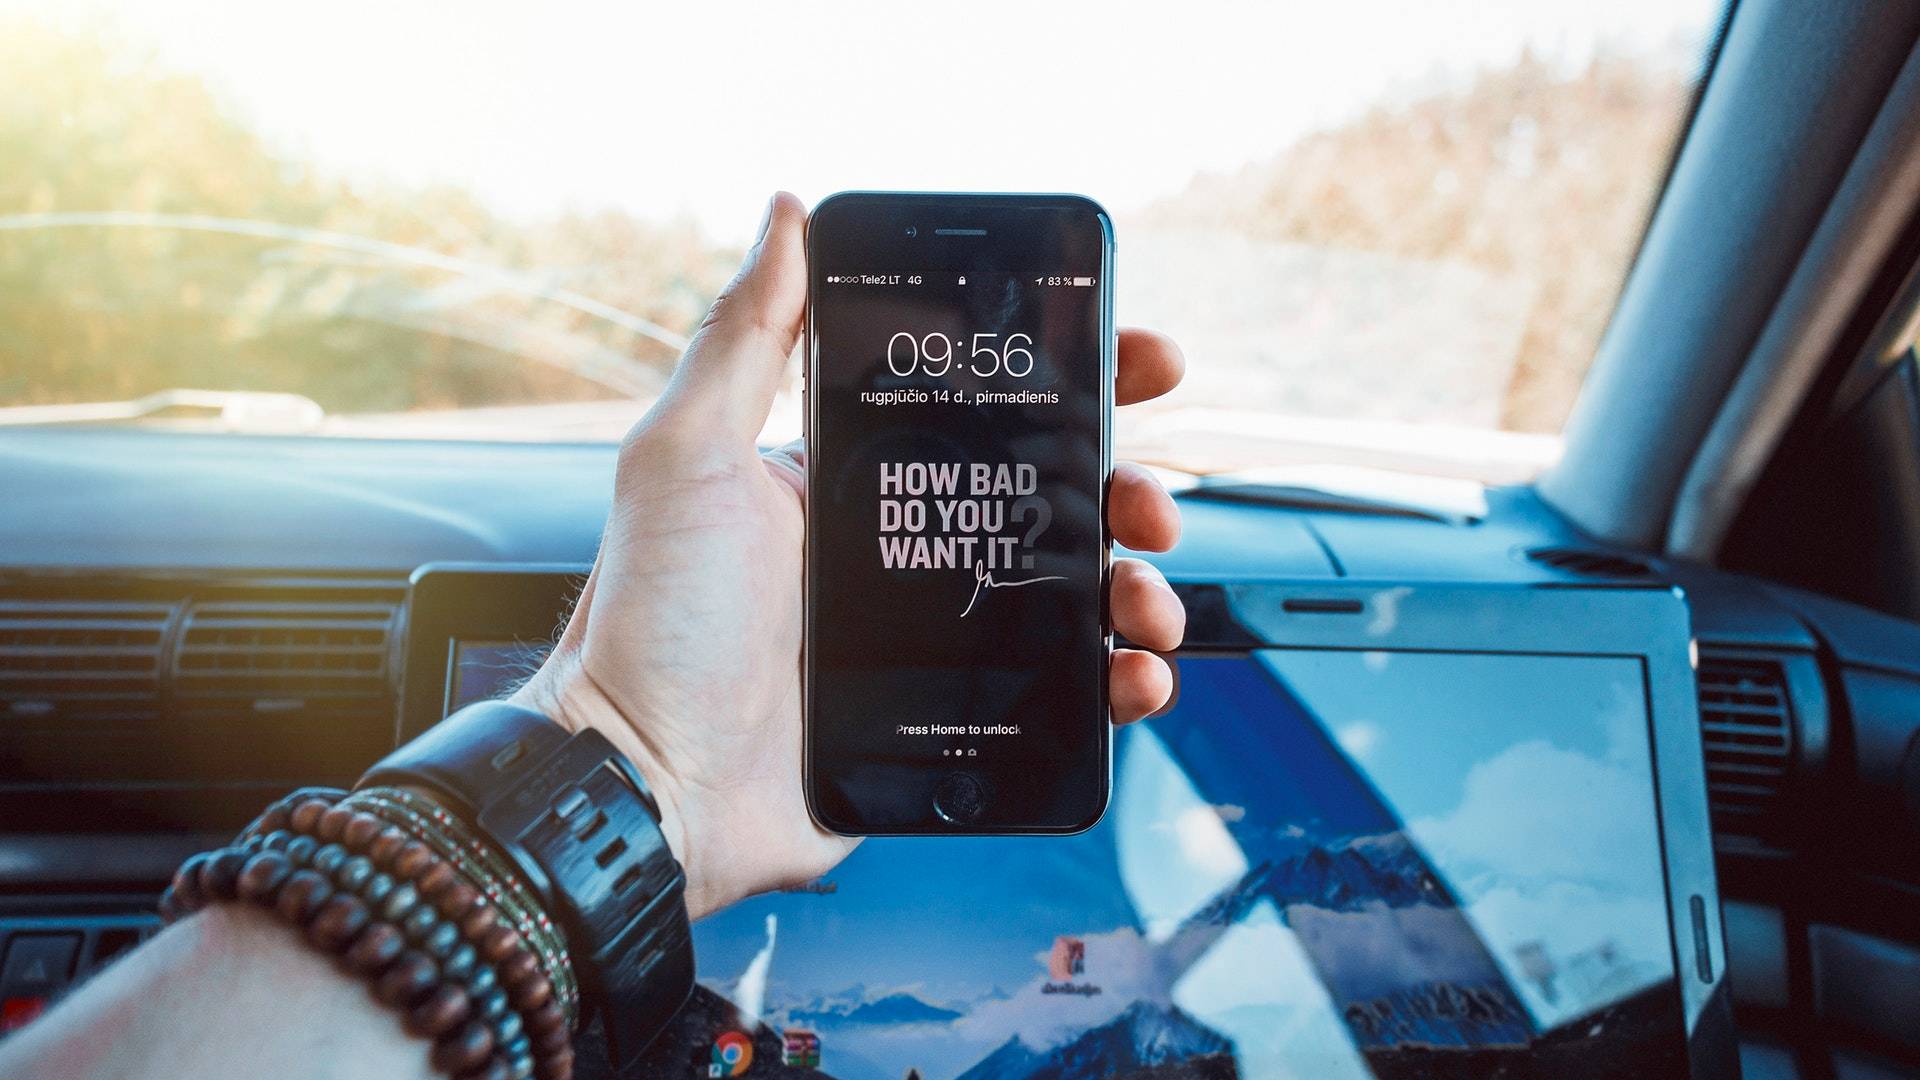 Tele2 LT 4G 83 %
09:56
rugpjūčio 14 d., pirmadienis
HOW BAD
DO YOU
WANT IT?
Press Home to unlock